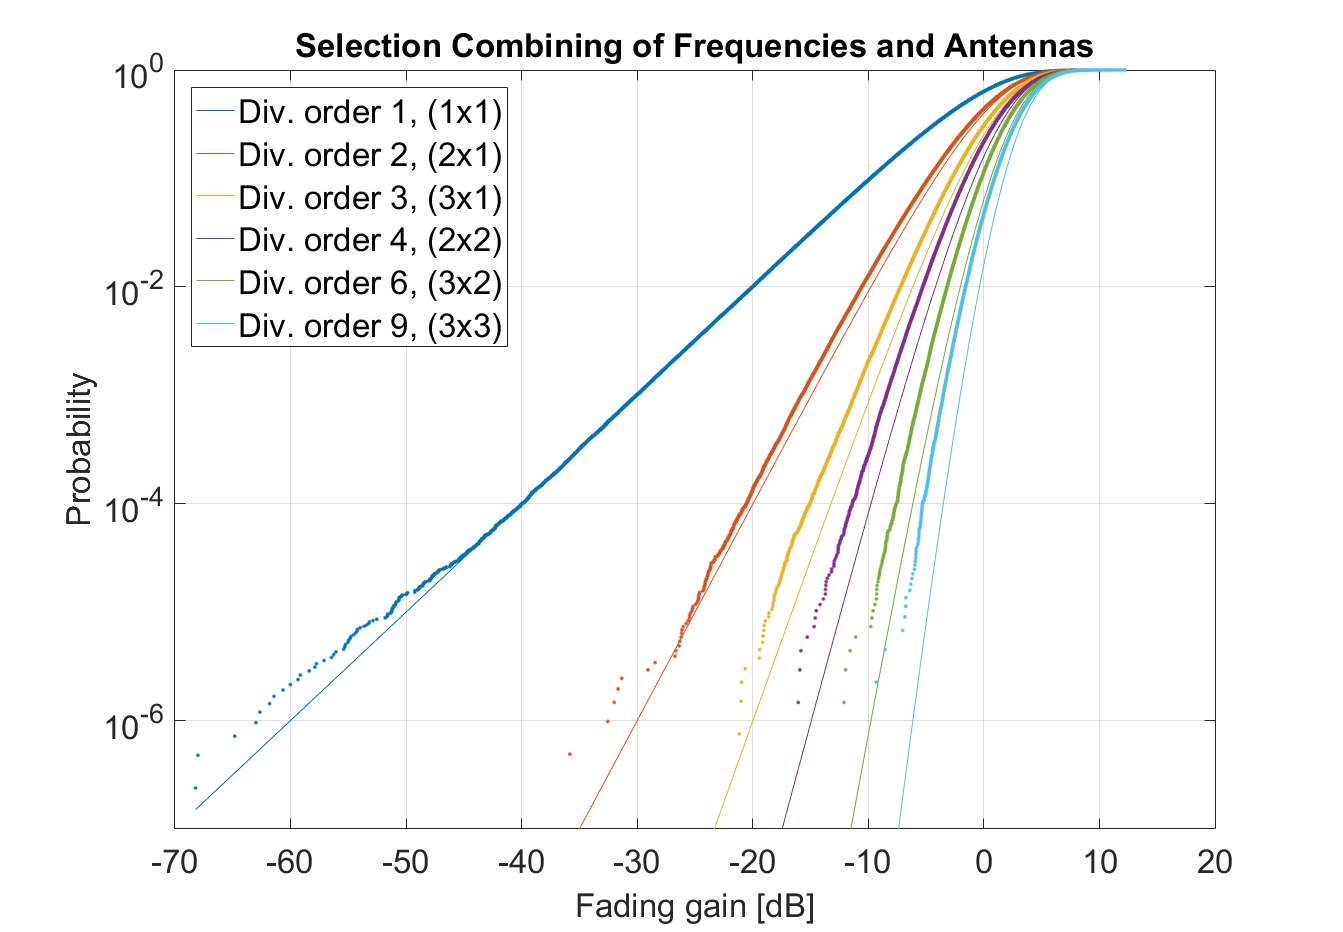 Selection Combining of Frequencies and Antennas
10^0
10^-2
10^-4
10^-6
Probability
Div. order 1, (1x1)
Div. order 2, (2x1)
Div. order 3, (3x1)
Div. order 4, (2x2)
Div. order 6, (3x2)
Div. order 9, (3x3)
-70 -60 -50 -40 -30 -20 -10 0 10 20
Fading gain [dB]